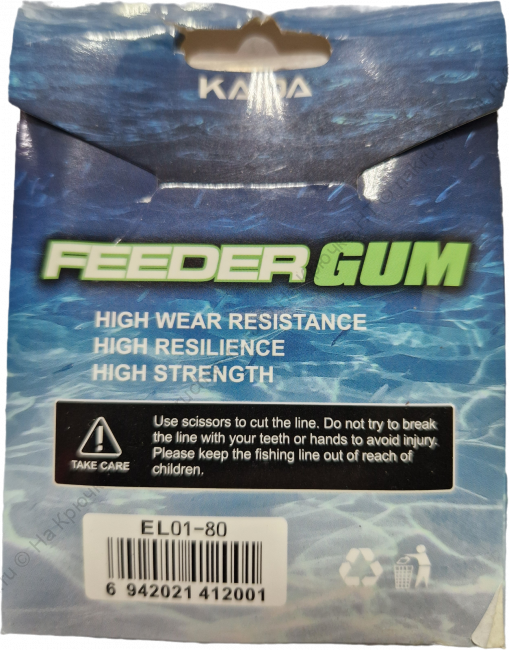 KAIDA
FEEDER GUM
HIGH WEAR RESISTANCE
HIGH RESILIENCE
HIGH STRENGTH
Use scissors to cut the line. Do not try to break
the line with your teeth or hands to avoid injury.
Please keep the fishing line out of reach of
children.
TAKE CARE
EL01-80
6 942021 412001